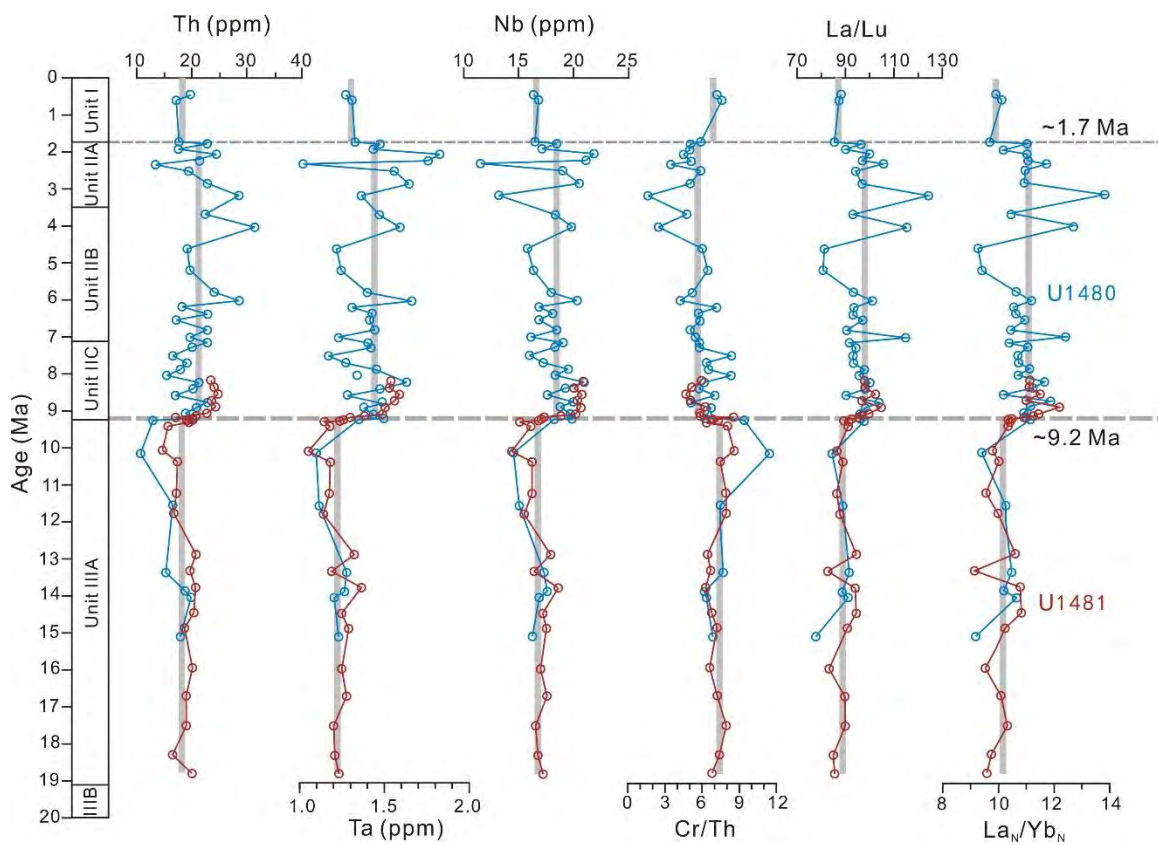 Th (ppm)
Nb (ppm)
La/Lu
10 20 30 40
10 15 20 25
70 90 110 130
Age (Ma)
0
1
2
3
4
5
6
7
8
9
10
11
12
13
14
15
16
17
18
19
20
Unit I
Unit IIA
Unit IIB
Unit IIC
Unit IIIA
IIIB
~1.7 Ma
U1480
~9.2 Ma
U1481
1.0 1.5 2.0
0 3 6 9 12
8 10 12 14
Ta (ppm)
Cr/Th
LaN/YbN